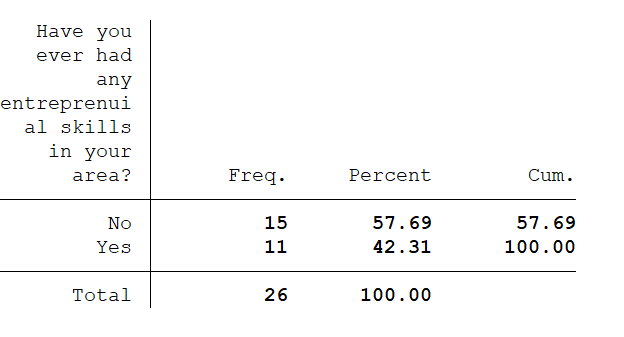 Have you
ever had
any
entreprenui
al skills
in your
area? Freq. Percent Cum.
No 15 57.69 57.69
Yes 11 42.31 100.00
Total 26 100.00